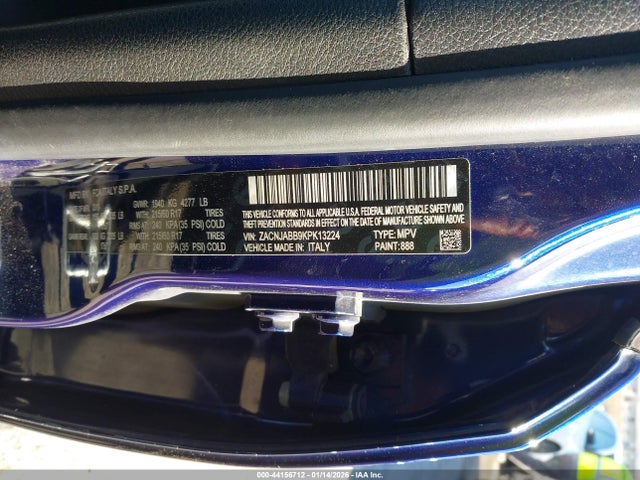 MFD BY: FCA ITALY S.P.A.
GVWR: 1940 KG 4277 LB
LB WITH: 215/60 R17 TIRES
RIMS AT: 240 KPA(35 PSI) COLD
LB WITH: 215/60 R17 TIRES
RIMS AT: 240 KPA(35 PSI) COLD
THIS VEHICLE CONFORMS TO ALL APPLICABLE U.S.A. FEDERAL MOTOR VEHICLE SAFETY,
BUMPER, AND THEFT PREVENTION STANDARDS IN EFFECT ON THE DATE OF MANUFACTURE SHOWN ABOVE.
VIN: ZACNJABB9KPK13224 TYPE: MPV
VEHICLE MADE IN: ITALY PAINT: 888
000-44156712 - 01/14/2026 - IAA Inc.